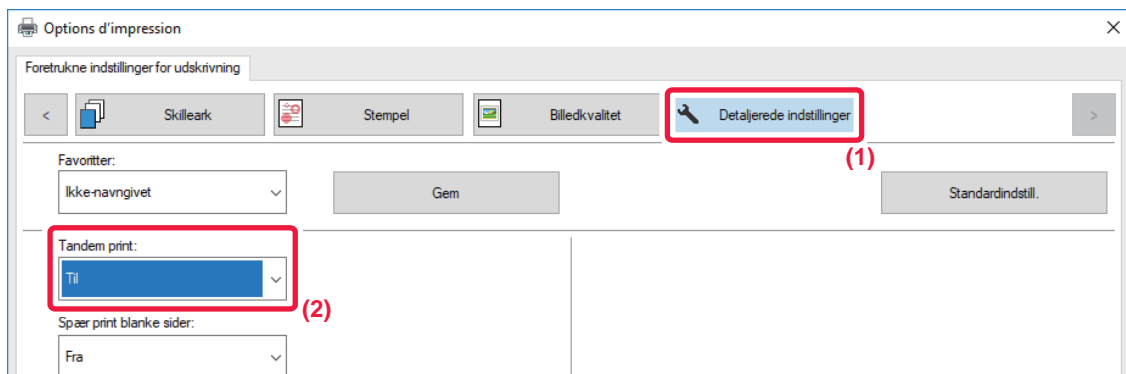 Options d'impression
Foretrukne indstillinger for udskrivning
< Skilleark Stempel Billedkvalitet Detaljerede indstillinger >
(1)
Favoritter:
Ikke-navngivet Gem Standardindstill.
Tandem print:
Til
(2)
Spær print blanke sider:
Fra